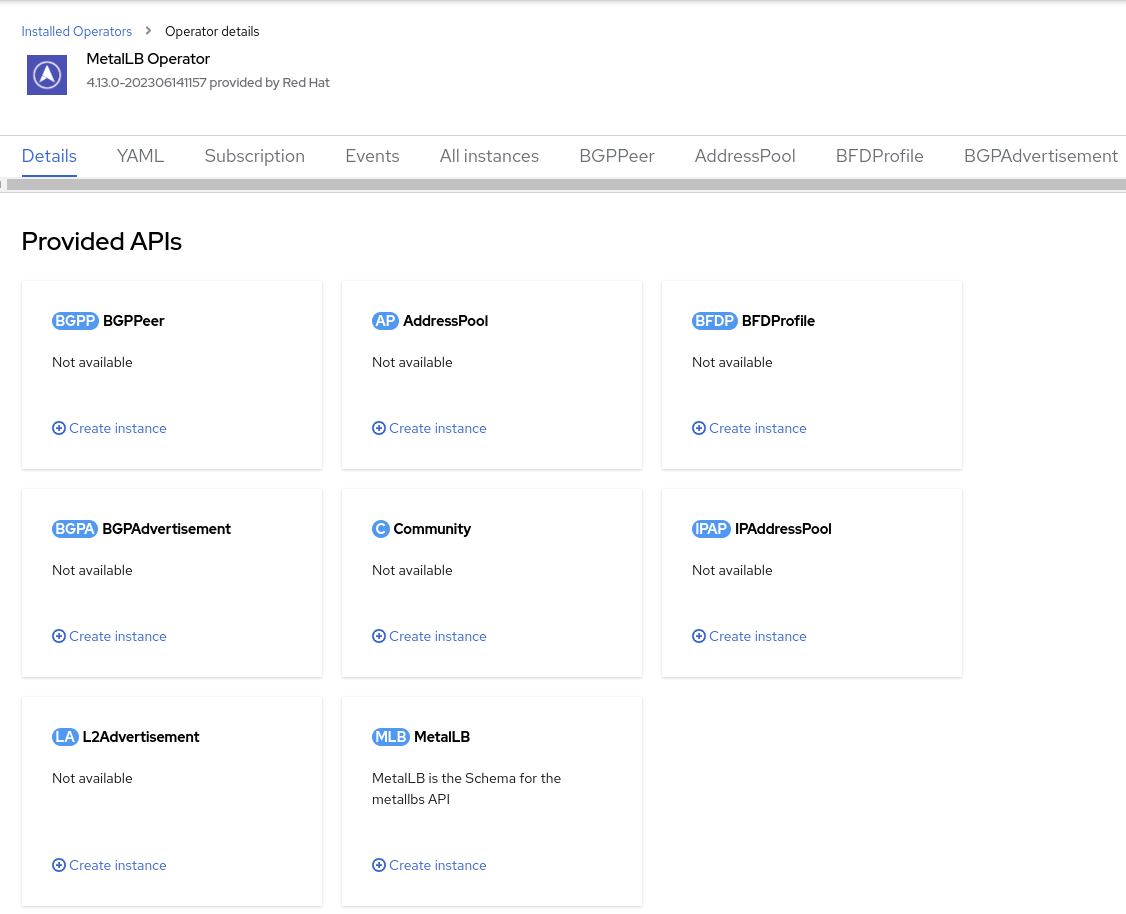 Installed Operators > Operator details
MetalLB Operator
4.13.0-202306141157 provided by Red Hat
Details YAML Subscription Events All instances BGPPeer AddressPool BFDProfile BGPAdvertisement
Provided APIs
BGPP BGPPeer
Not available
Create instance
AP AddressPool
Not available
Create instance
BFDP BFDProfile
Not available
Create instance
BGPA BGPAdvertisement
Not available
Create instance
C Community
Not available
Create instance
IPAP IPAddressPool
Not available
Create instance
LA L2Advertisement
Not available
Create instance
MLB MetalLB
MetalLB is the Schema for the
metallbs API
Create instance